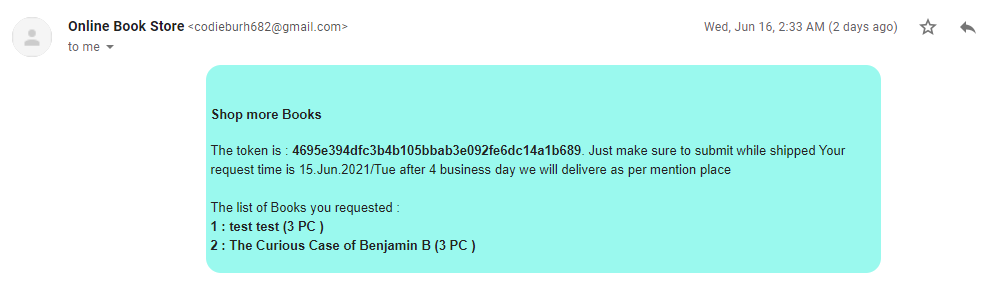 Online Book Store <codieburh682@gmail.com>
Wed, Jun 16, 2:33 AM (2 days ago)
to me
Shop more Books
The token is : 4695e394dfc3b4b105bbab3e092fe6dc14a1b689. Just make sure to submit while shipped Your
request time is 15.Jun.2021/Tue after 4 business day we will delivere as per mention place
The list of Books you requested :
1 : test test (3 PC )
2 : The Curious Case of Benjamin B (3 PC )